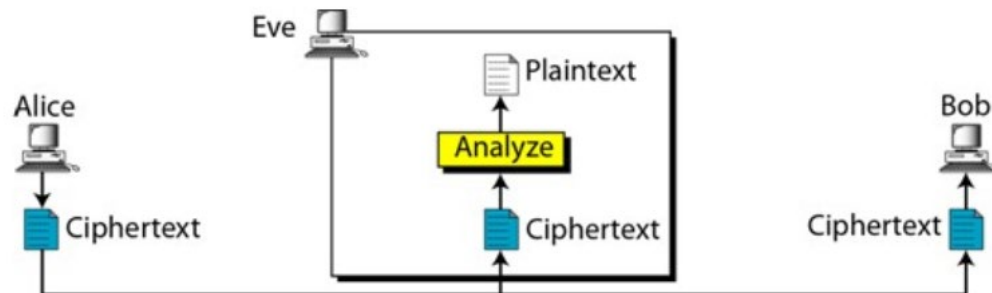 Eve
Plaintext
Alice
Bob
Analyze
Ciphertext
Ciphertext
Ciphertext